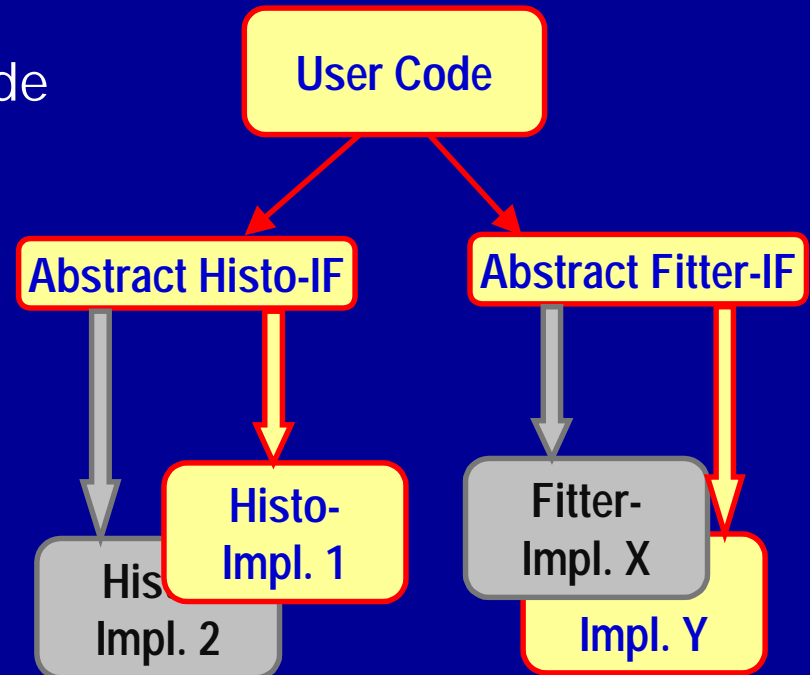 de
User Code
Abstract Histo-IF
Abstract Fitter-IF
Histo-
Impl. 1
Fitter-
Impl. X
His
Impl. 2
Impl. Y